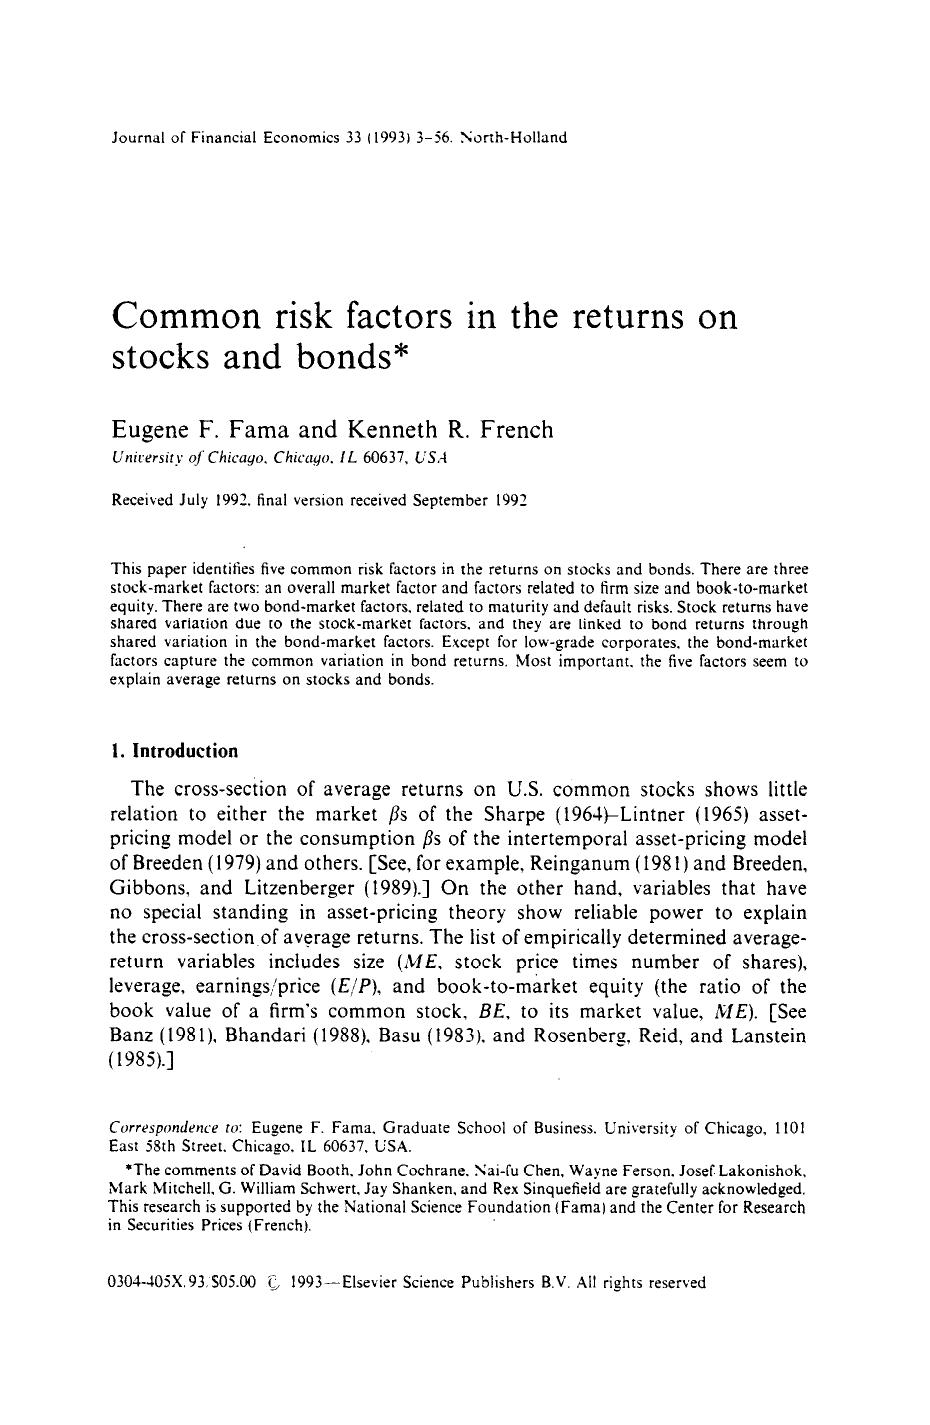 Journal of Financial Economics 33 (1993) 3–56. North-Holland
Common risk factors in the returns on
stocks and bonds*
Eugene F. Fama and Kenneth R. French
University of Chicago, Chicago, IL 60637, USA
Received July 1992, final version received September 1992
This paper identifies five common risk factors in the returns on stocks and bonds. There are three
stock-market factors: an overall market factor and factors related to firm size and book-to-market
equity. There are two bond-market factors, related to maturity and default risks. Stock returns have
shared variation due to the stock-market factors, and they are linked to bond returns through
shared variation in the bond-market factors. Except for low-grade corporates, the bond-market
factors capture the common variation in bond returns. Most important, the five factors seem to
explain average returns on stocks and bonds.
1. Introduction
The cross-section of average returns on U.S. common stocks shows little
relation to either the market βs of the Sharpe (1964)–Lintner (1965) asset-
pricing model or the consumption βs of the intertemporal asset-pricing model
of Breeden (1979) and others. [See, for example, Reinganum (1981) and Breeden,
Gibbons, and Litzenberger (1989).] On the other hand, variables that have
no special standing in asset-pricing theory show reliable power to explain
the cross-section of average returns. The list of empirically determined average-
return variables includes size (ME, stock price times number of shares),
leverage, earnings/price (E/P), and book-to-market equity (the ratio of the
book value of a firm's common stock, BE, to its market value, ME). [See
Banz (1981), Bhandari (1988), Basu (1983), and Rosenberg, Reid, and Lanstein
(1985).]
Correspondence to: Eugene F. Fama, Graduate School of Business, University of Chicago, 1101
East 58th Street, Chicago, IL 60637, USA.
*The comments of David Booth, John Cochrane, Nai-fu Chen, Wayne Ferson, Josef Lakonishok,
Mark Mitchell, G. William Schwert, Jay Shanken, and Rex Sinquefield are gratefully acknowledged.
This research is supported by the National Science Foundation (Fama) and the Center for Research
in Securities Prices (French).
0304-405X/93/$05.00 © 1993—Elsevier Science Publishers B.V. All rights reserved